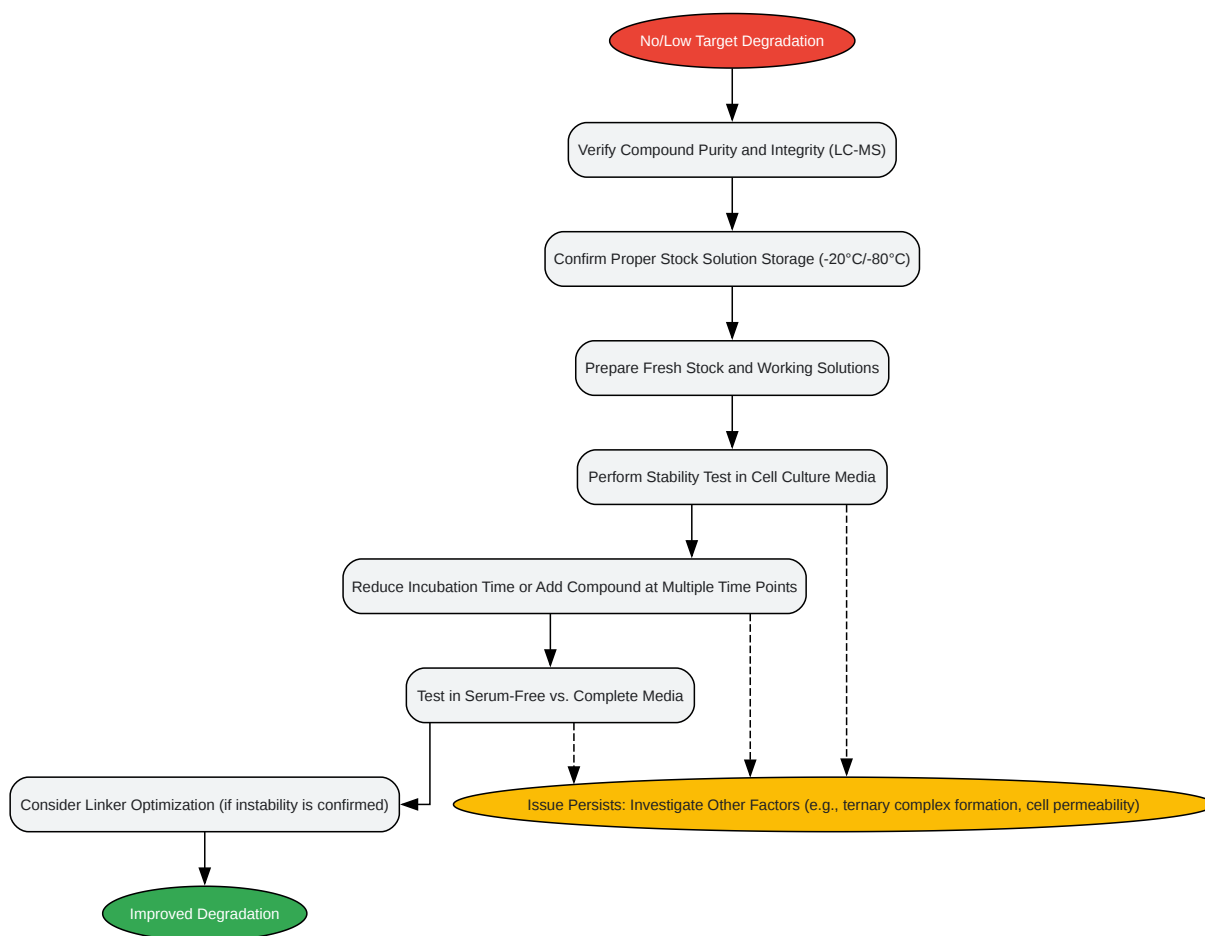 No/Low Target Degradation
Verify Compound Purity and Integrity (LC-MS)
Confirm Proper Stock Solution Storage (-20°C/-80°C)
Prepare Fresh Stock and Working Solutions
Perform Stability Test in Cell Culture Media
Reduce Incubation Time or Add Compound at Multiple Time Points
Test in Serum-Free vs. Complete Media
Consider Linker Optimization (if instability is confirmed)
Issue Persists: Investigate Other Factors (e.g., ternary complex formation, cell permeability)
Improved Degradation